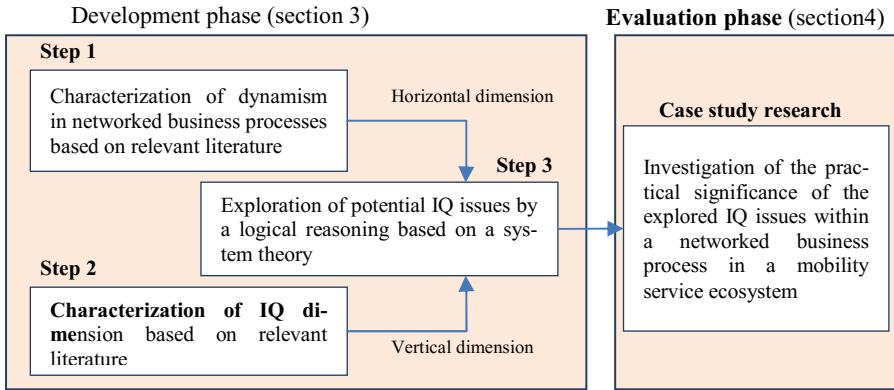 Development phase (section 3)
Step 1
Characterization of dynamism
in networked business processes
based on relevant literature
Horizontal dimension
Step 3
Exploration of potential IQ issues by
a logical reasoning based on a sys-
tem theory
Step 2
Characterization of IQ di-
mension based on relevant
literature
Vertical dimension
Evaluation phase (section4)
Case study research
Investigation of the prac-
tical significance of the
explored IQ issues within
a networked business
process in a mobility
service ecosystem